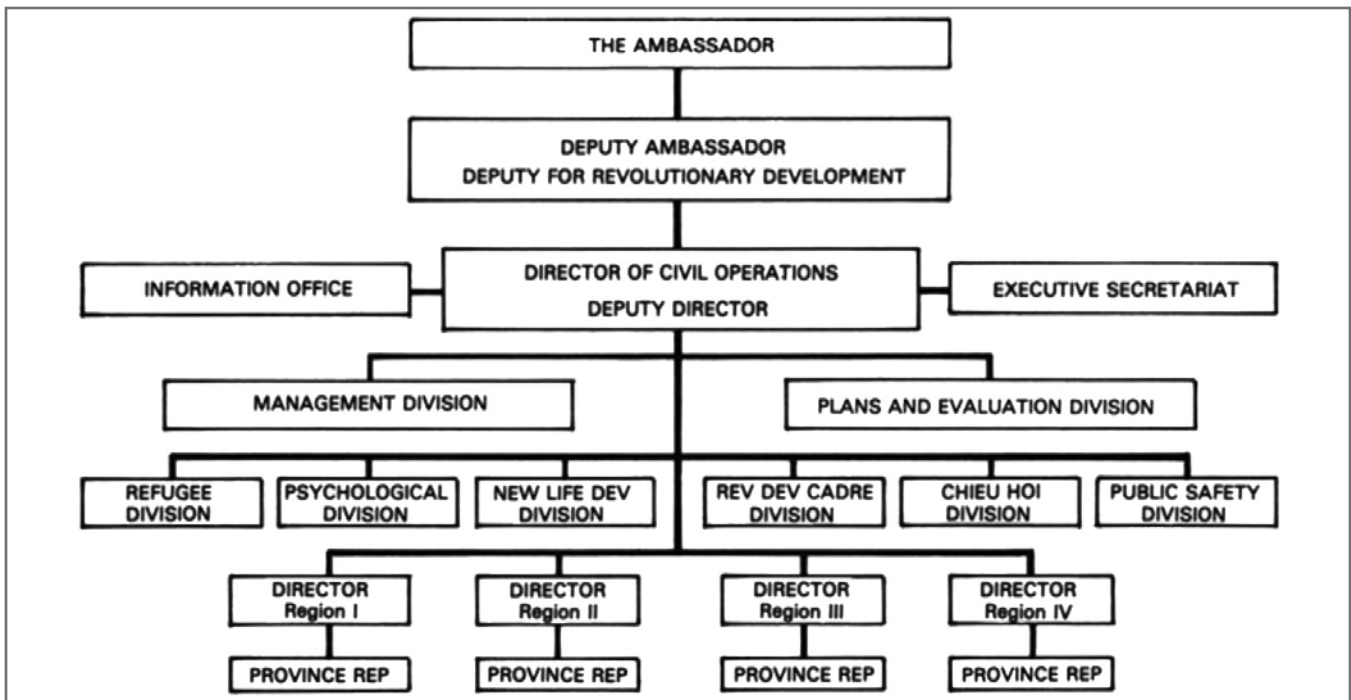 THE AMBASSADOR
DEPUTY AMBASSADOR
DEPUTY FOR REVOLUTIONARY DEVELOPMENT
INFORMATION OFFICE
DIRECTOR OF CIVIL OPERATIONS
DEPUTY DIRECTOR
EXECUTIVE SECRETARIAT
MANAGEMENT DIVISION
PLANS AND EVALUATION DIVISION
REFUGEE
DIVISION
PSYCHOLOGICAL
DIVISION
NEW LIFE DEV
DIVISION
REV DEV CADRE
DIVISION
CHIEU HOI
DIVISION
PUBLIC SAFETY
DIVISION
DIRECTOR
Region I
DIRECTOR
Region II
DIRECTOR
Region III
DIRECTOR
Region IV
PROVINCE REP
PROVINCE REP
PROVINCE REP
PROVINCE REP